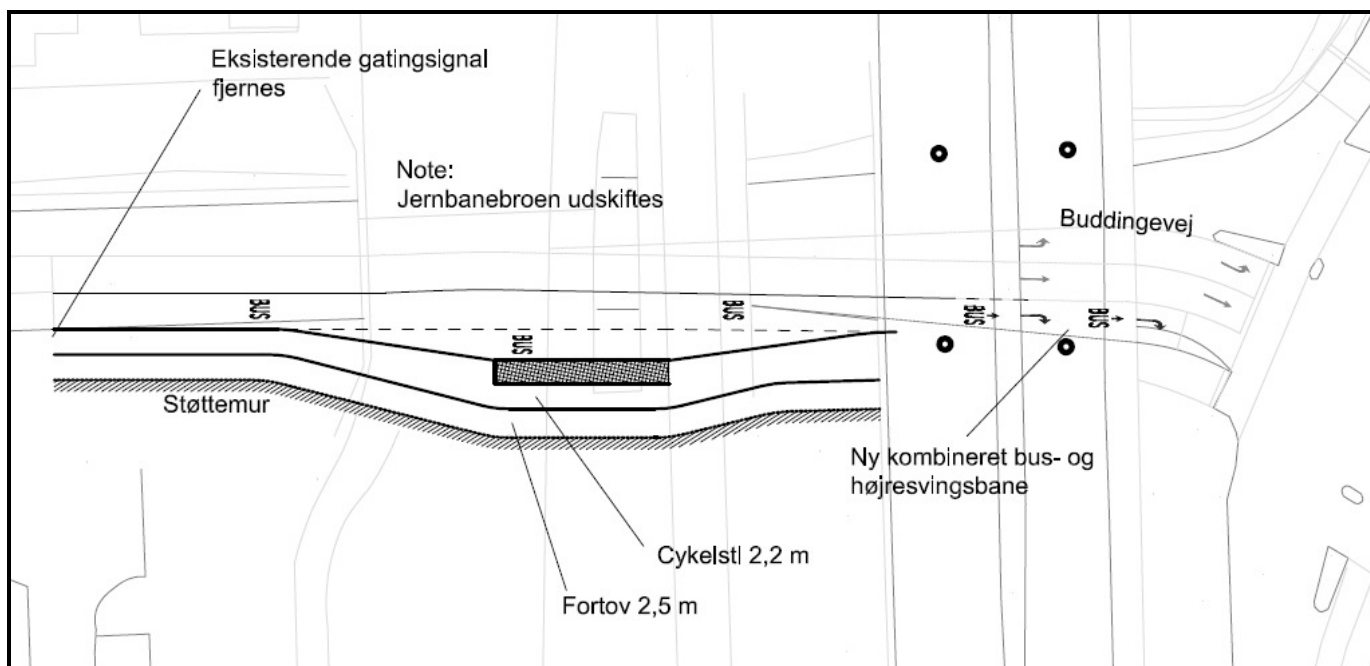 Eksisterende gatingsignal
fjernes
Note:
Jernbanebroen udskiftes
Buddingevej
BUS
BUS
BUS
BUS
BUS
Støttemur
Ny kombineret bus- og
højresvingsbane
Cykelstl 2,2 m
Fortov 2,5 m